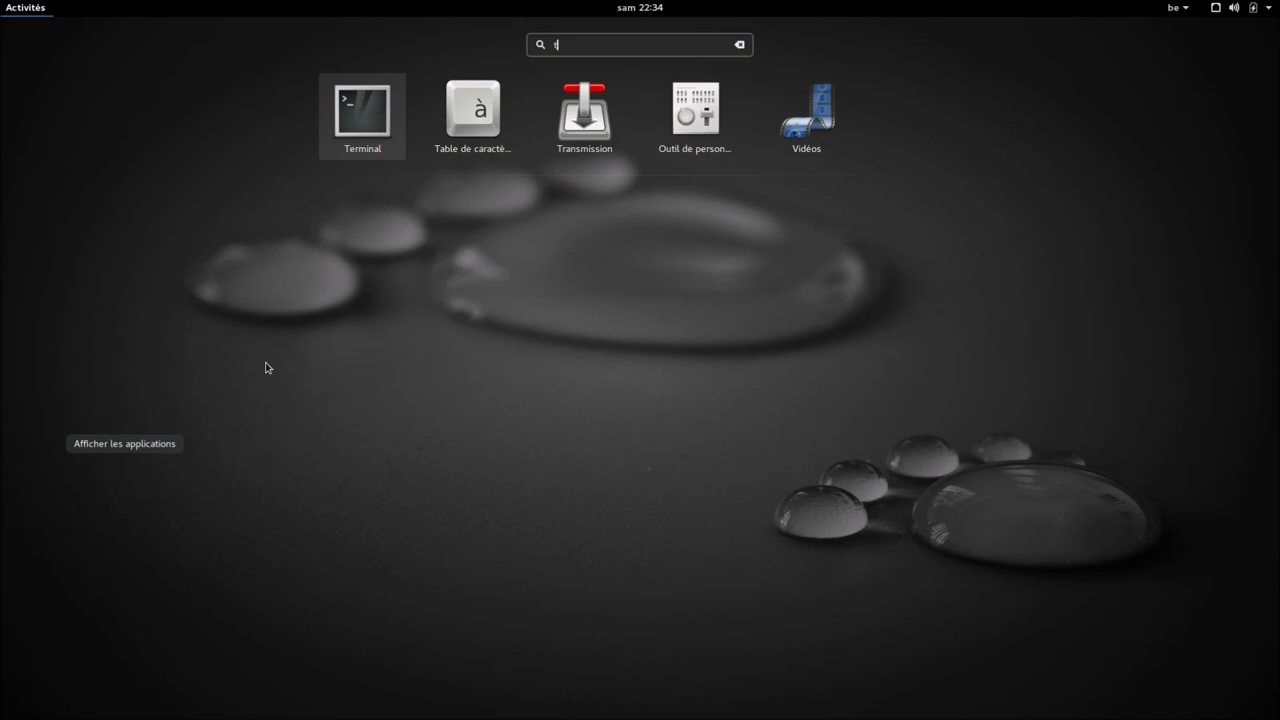 Activités
sam 22:34
be
t
>_
à
Terminal
Table de caractè...
Transmission
Outil de person...
Vidéos
Afficher les applications